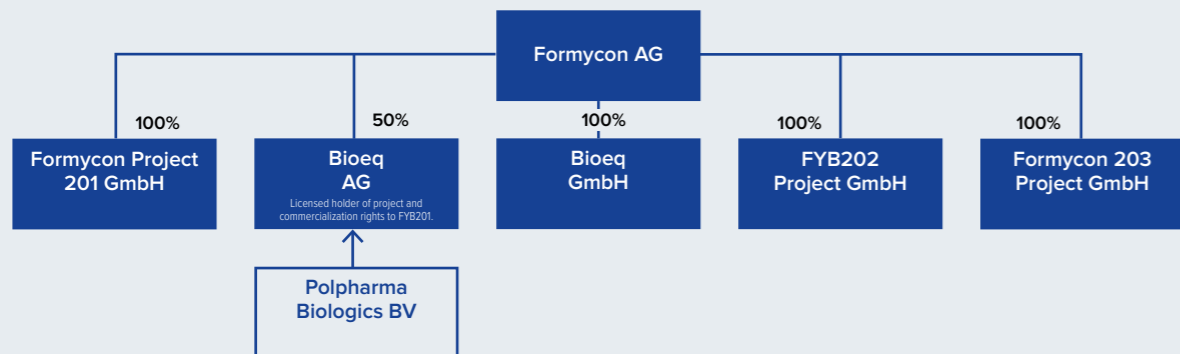 Formycon AG
100%
50%
100%
100%
100%
Formycon Project
201 GmbH
Bioeq
AG
Licensed holder of project and
commercialization rights to FYB201.
Bioeq
GmbH
FYB202
Project GmbH
Formycon 203
Project GmbH
Polpharma
Biologics BV